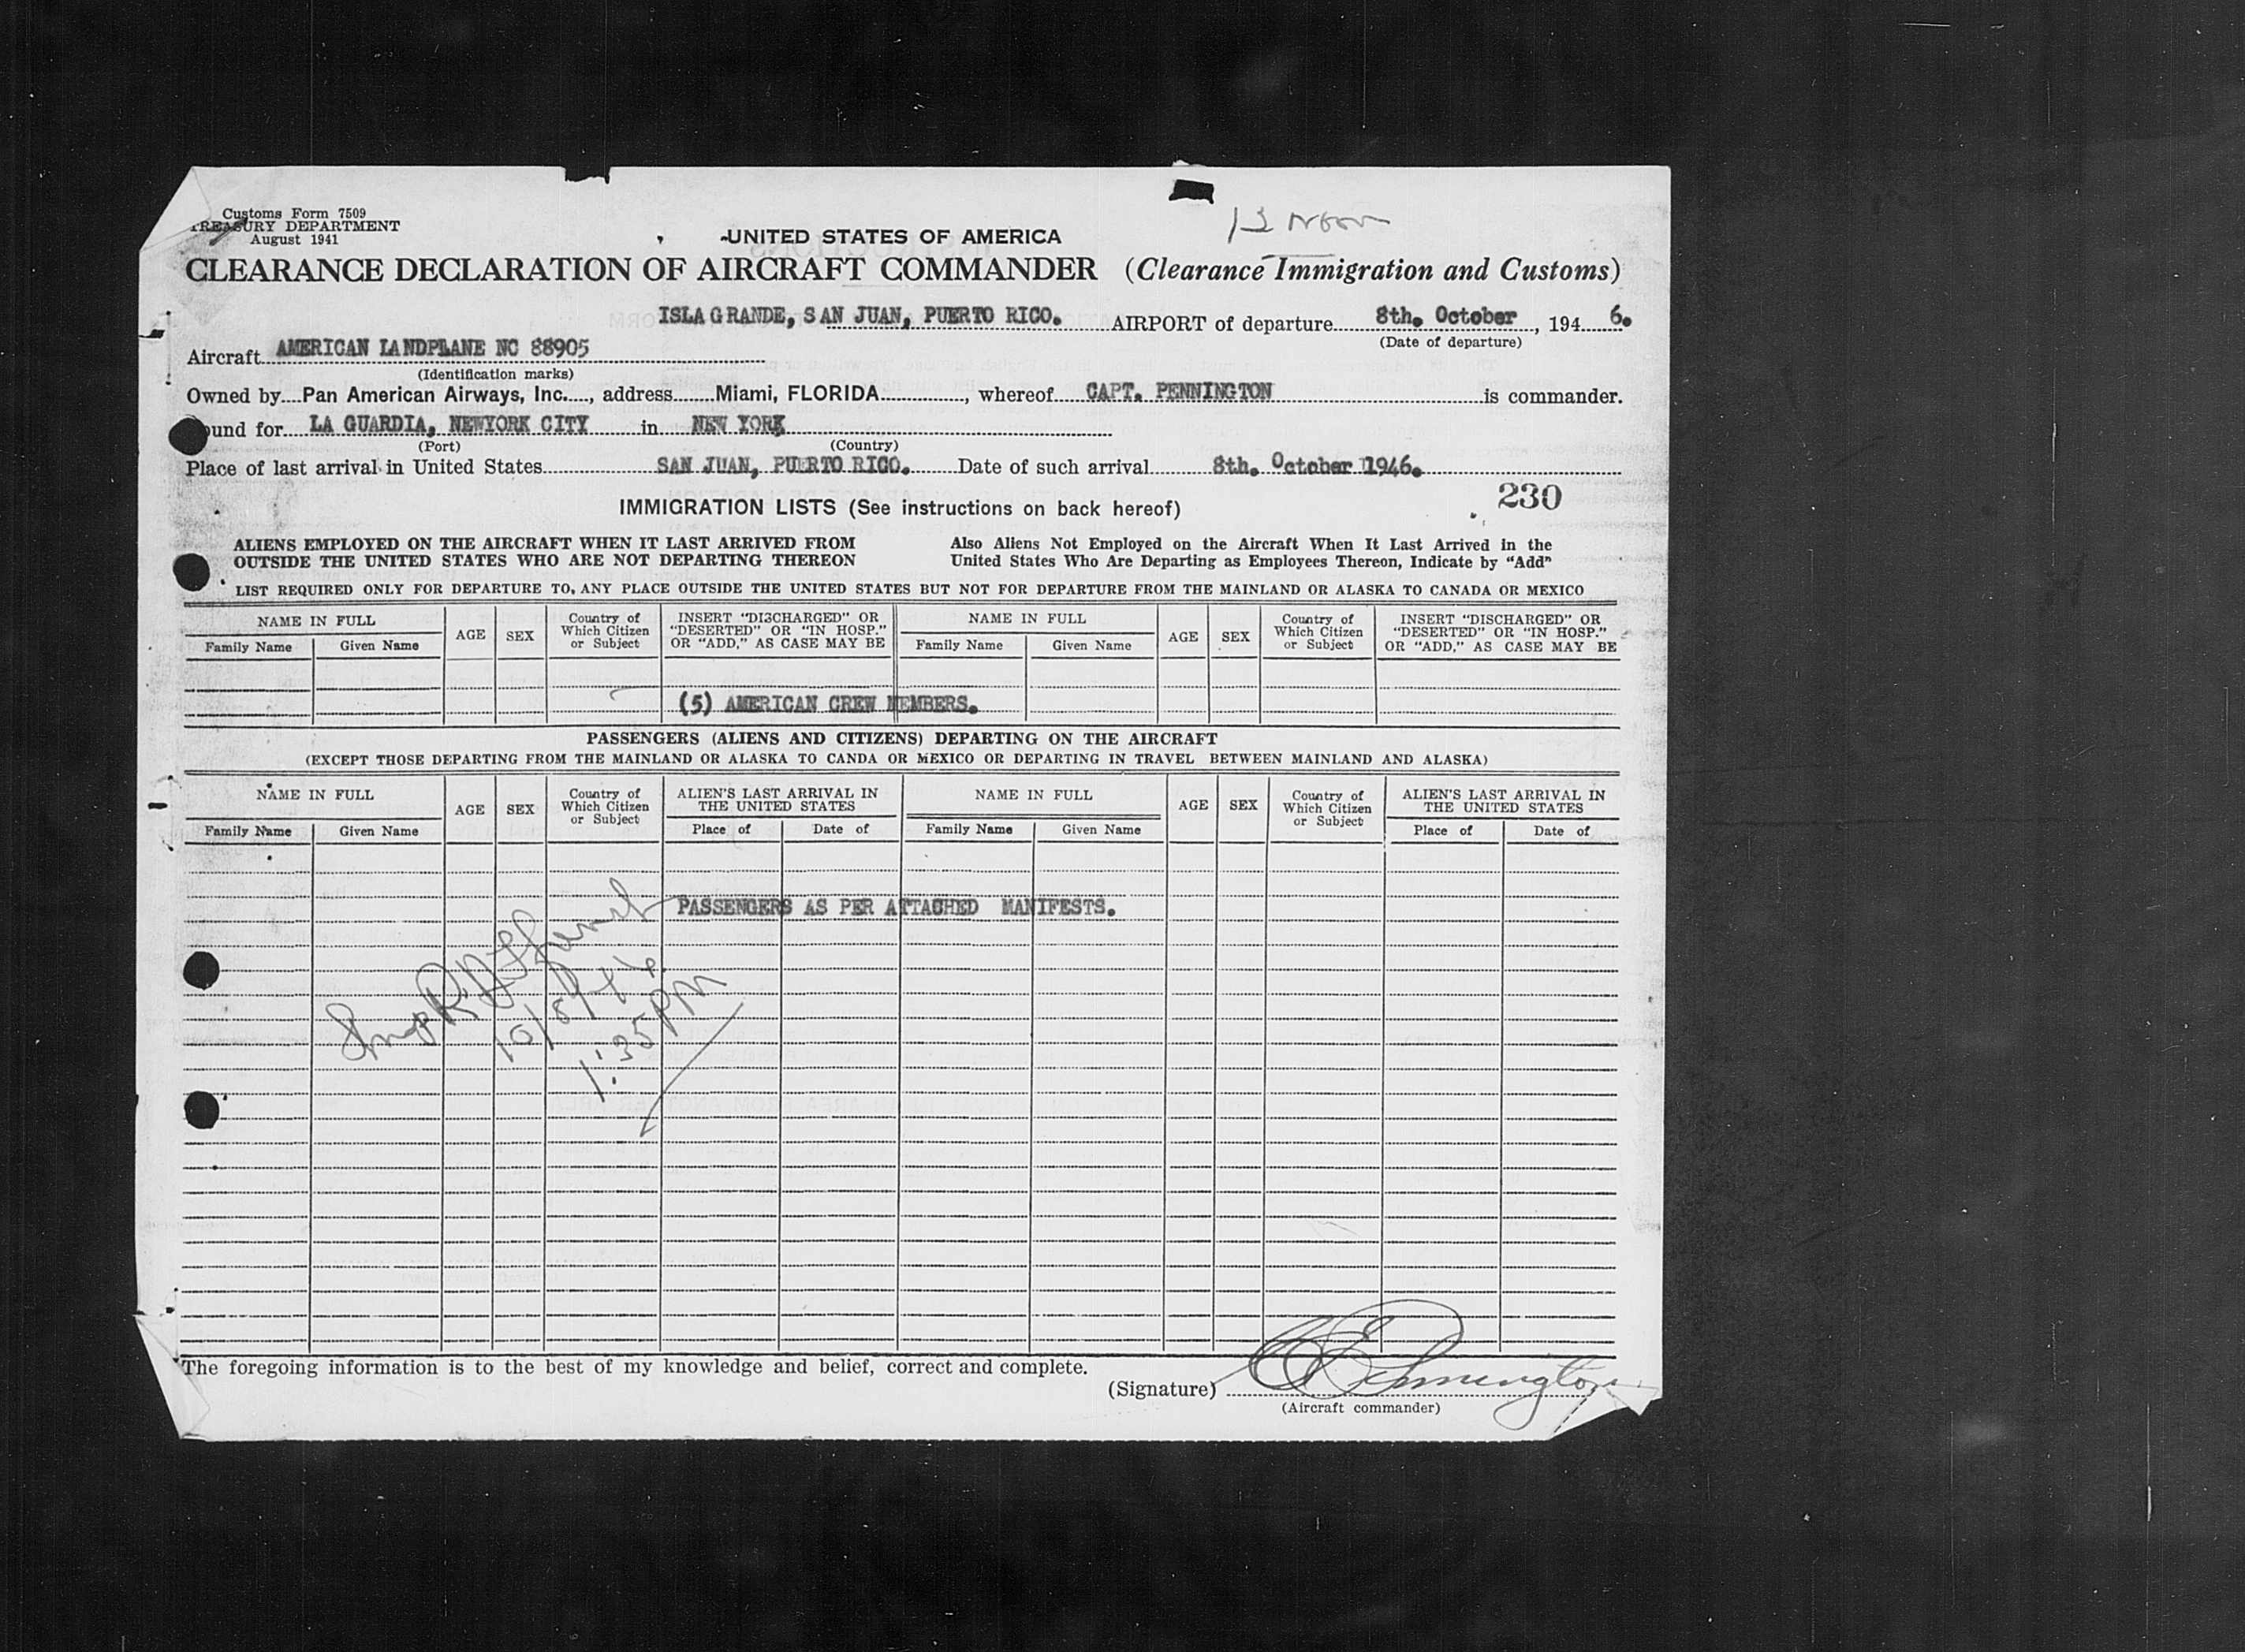 Customs Form 7509
TREASURY DEPARTMENT
August 1941
UNITED STATES OF AMERICA
CLEARANCE DECLARATION OF AIRCRAFT COMMANDER (Clearance Immigration and Customs)
ISLA GRANDE, SAN JUAN, PUERTO RICO. AIRPORT of departure 8th. October, 1946.
(Date of departure)
Aircraft AMERICAN LANDPLANE NC 88905
(Identification marks)
Owned by Pan American Airways, Inc., address Miami, FLORIDA, whereof CAPT. PENNINGTON is commander.
ound for LA GUARDIA, NEWYORK CITY in NEW YORK
(Port) (Country)
Place of last arrival in United States SAN JUAN, PUERTO RICO. Date of such arrival 8th. October 1946.
230
IMMIGRATION LISTS (See instructions on back hereof)
ALIENS EMPLOYED ON THE AIRCRAFT WHEN IT LAST ARRIVED FROM
OUTSIDE THE UNITED STATES WHO ARE NOT DEPARTING THEREON
Also Aliens Not Employed on the Aircraft When It Last Arrived in the
United States Who Are Departing as Employees Thereon, Indicate by "Add"
LIST REQUIRED ONLY FOR DEPARTURE TO, ANY PLACE OUTSIDE THE UNITED STATES BUT NOT FOR DEPARTURE FROM THE MAINLAND OR ALASKA TO CANADA OR MEXICO
NAME IN FULL
Family Name Given Name
AGE
SEX
Country of
Which Citizen
or Subject
INSERT "DISCHARGED" OR
"DESERTED" OR "IN HOSP."
OR "ADD," AS CASE MAY BE
NAME IN FULL
Family Name Given Name
AGE
SEX
Country of
Which Citizen
or Subject
INSERT "DISCHARGED" OR
"DESERTED" OR "IN HOSP."
OR "ADD," AS CASE MAY BE
(5) AMERICAN CREW MEMBERS.
PASSENGERS (ALIENS AND CITIZENS) DEPARTING ON THE AIRCRAFT
(EXCEPT THOSE DEPARTING FROM THE MAINLAND OR ALASKA TO CANDA OR MEXICO OR DEPARTING IN TRAVEL BETWEEN MAINLAND AND ALASKA)
NAME IN FULL
Family Name Given Name
AGE
SEX
Country of
Which Citizen
or Subject
ALIEN'S LAST ARRIVAL IN
THE UNITED STATES
Place of Date of
NAME IN FULL
Family Name Given Name
AGE
SEX
Country of
Which Citizen
or Subject
ALIEN'S LAST ARRIVAL IN
THE UNITED STATES
Place of Date of
PASSENGERS AS PER ATTACHED MANIFESTS.
10/8/46
1:35 PM
The foregoing information is to the best of my knowledge and belief, correct and complete.
(Signature) Pennington
(Aircraft commander)